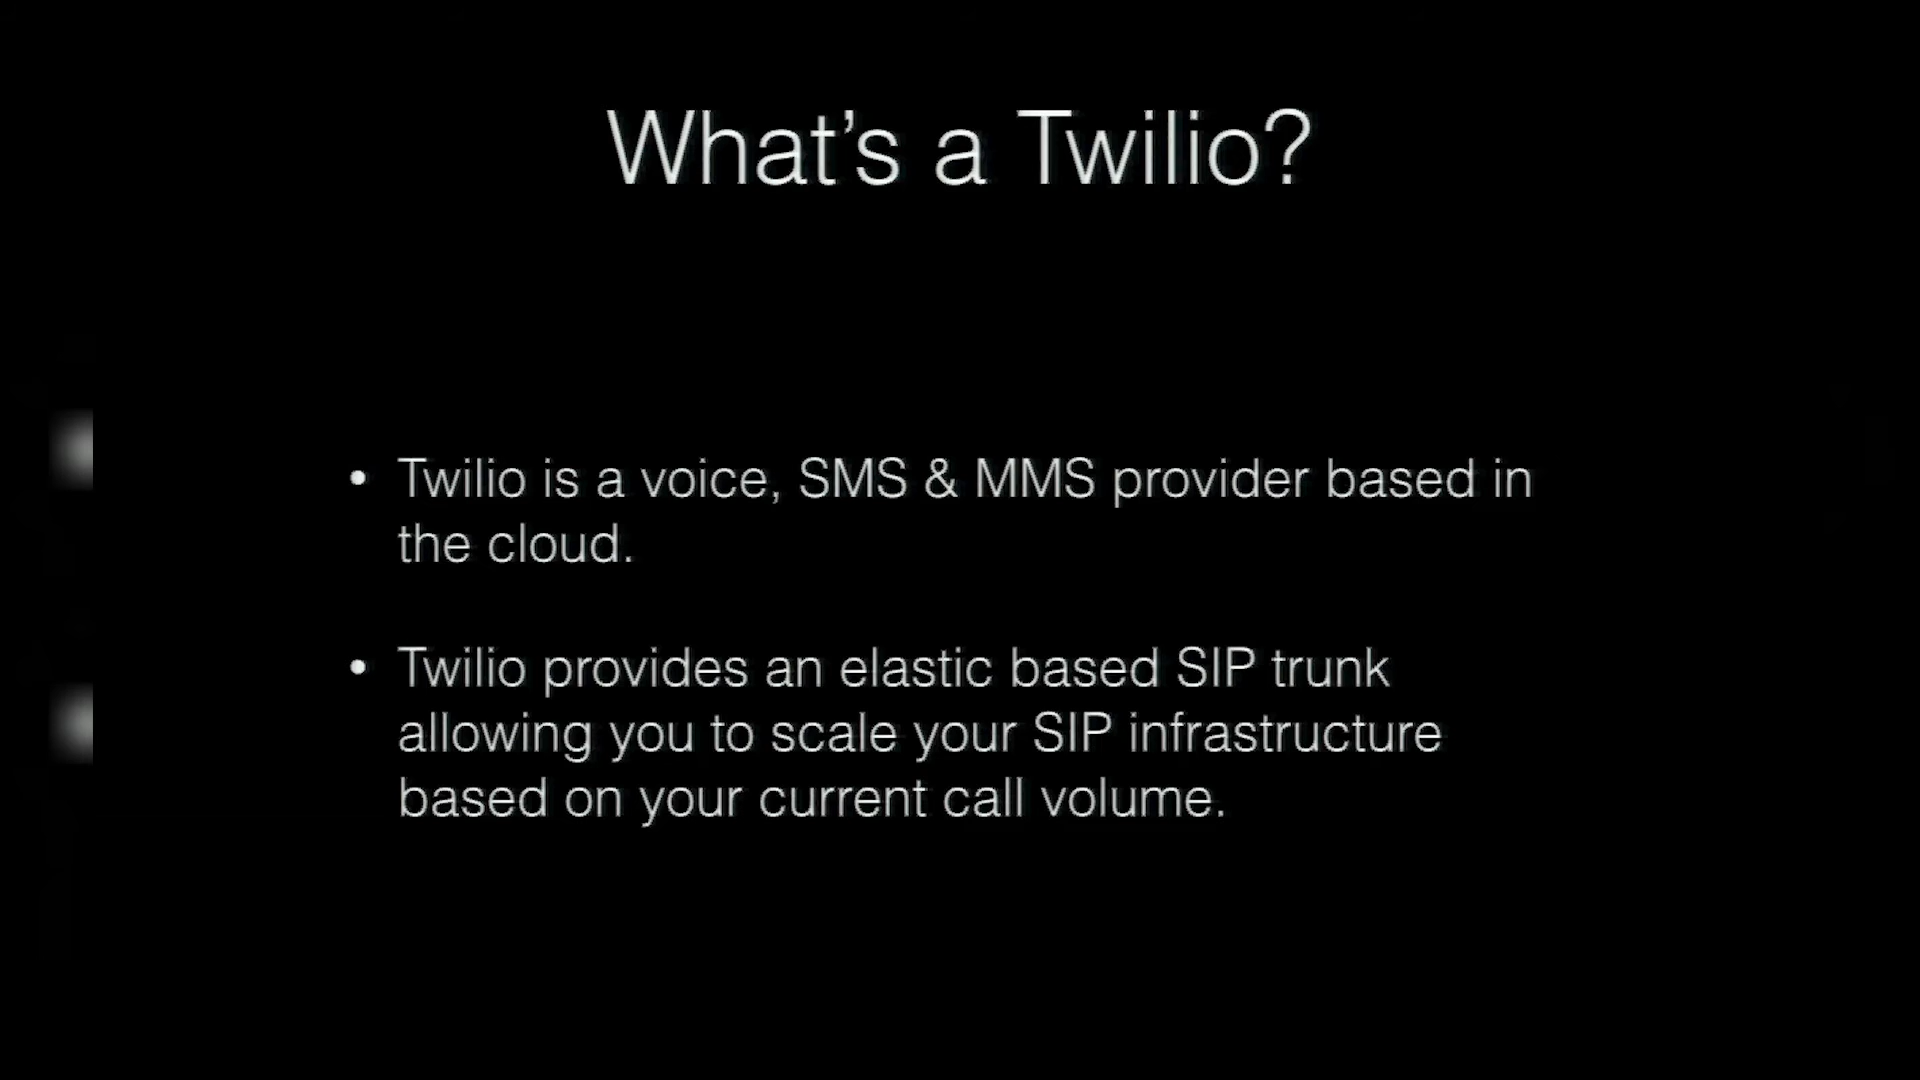 What’s a Twilio?
• Twilio is a voice, SMS & MMS provider based in
the cloud.
• Twilio provides an elastic based SIP trunk
allowing you to scale your SIP infrastructure
based on your current call volume.